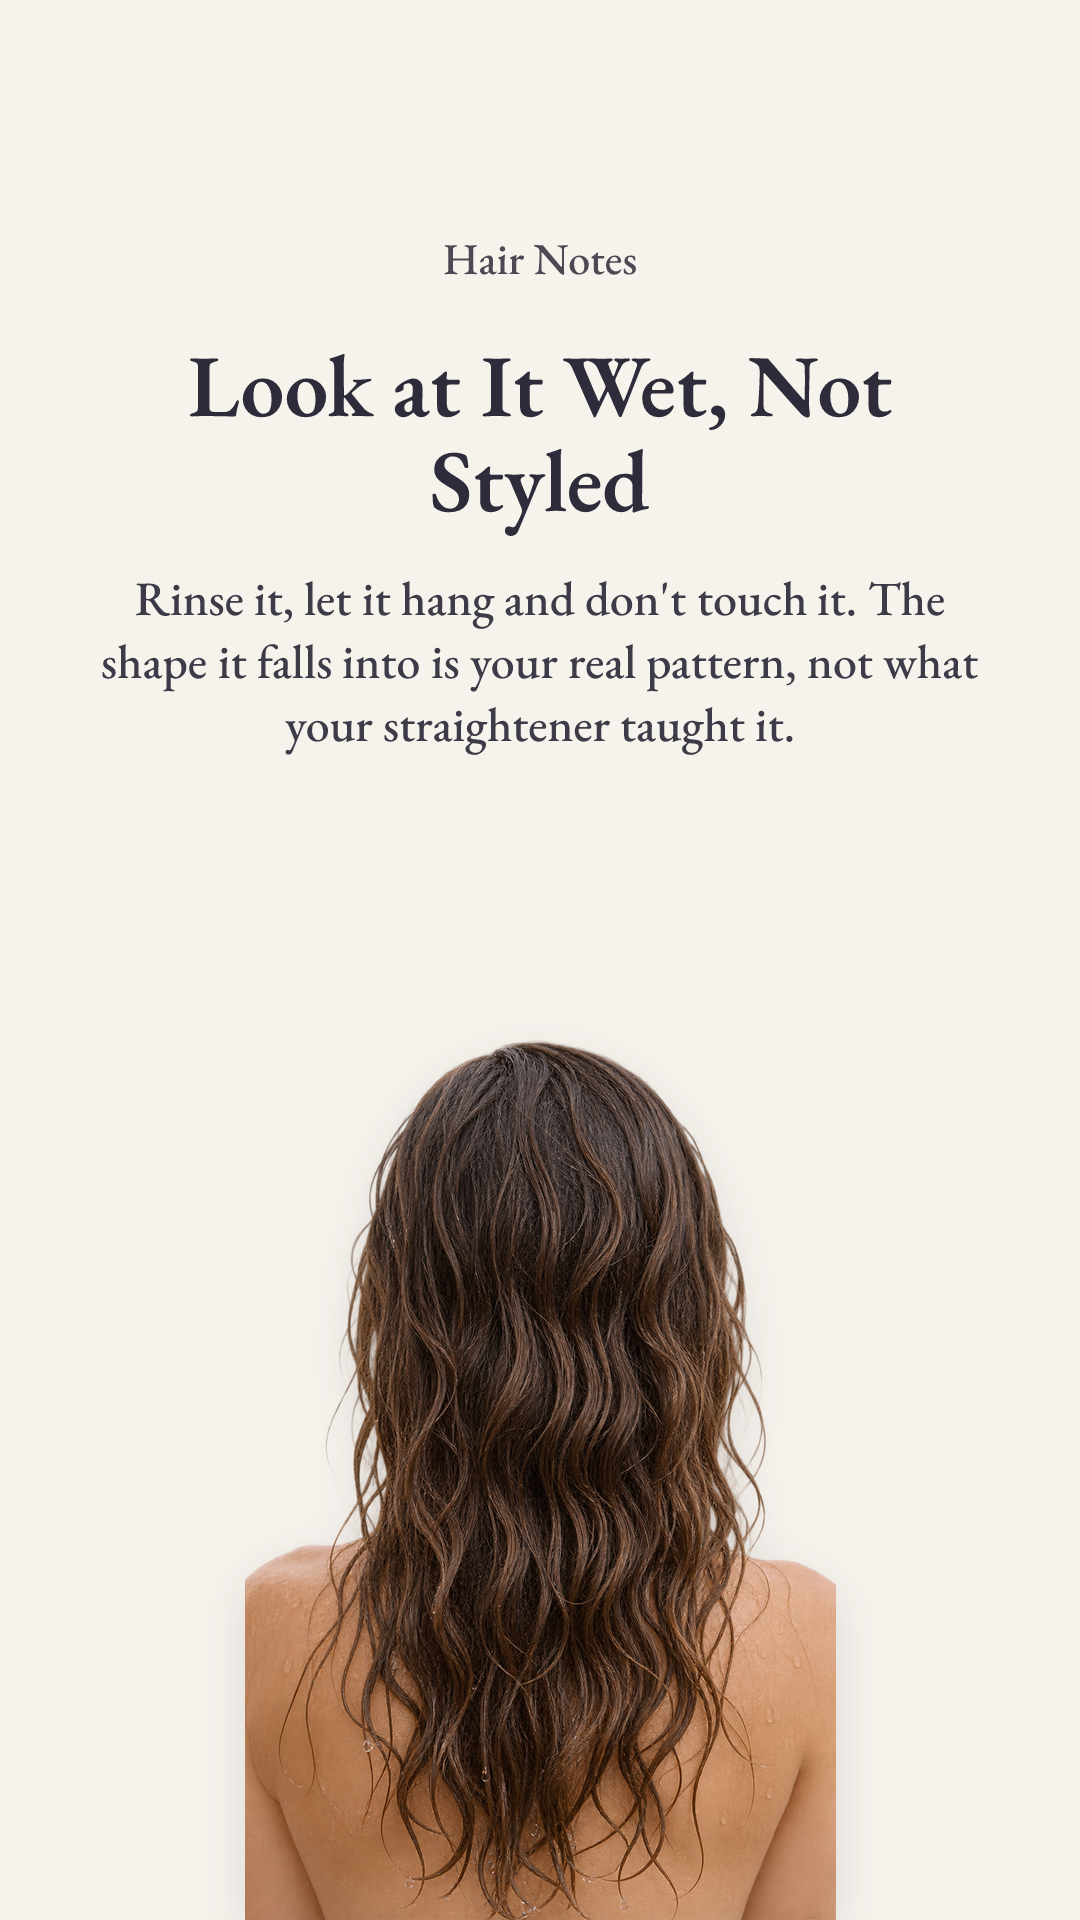 Hair Notes
Look at It Wet, Not
Styled
Rinse it, let it hang and don't touch it. The
shape it falls into is your real pattern, not what
your straightener taught it.